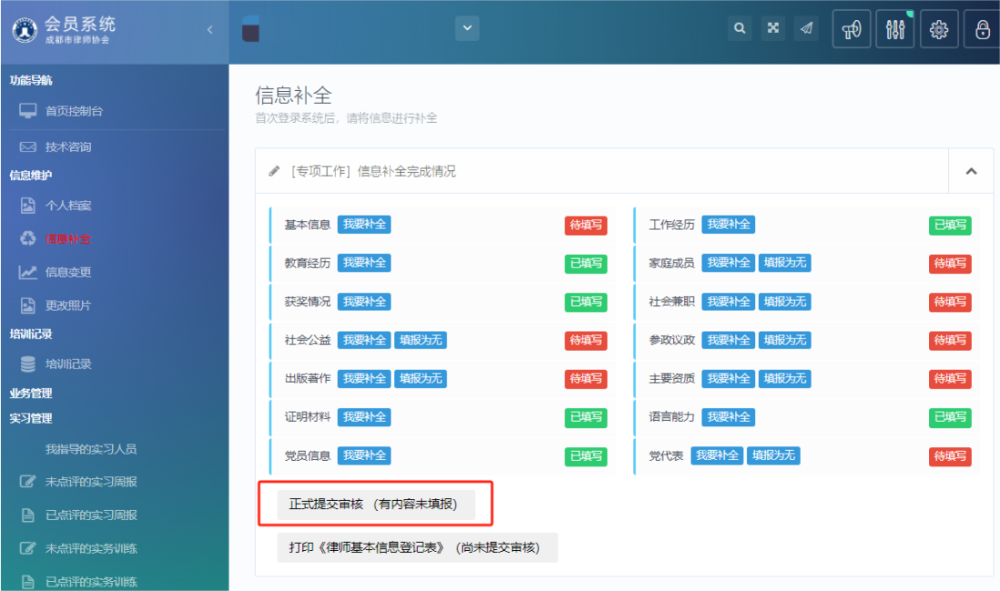 会员系统
成都市律师协会
功能导航
首页控制台
技术咨询
信息维护
个人档案
信息补全
信息变更
更改照片
培训记录
培训记录
业务管理
实习管理
我指导的实习人员
未点评的实习周报
已点评的实习周报
未点评的实务训练
已点评的实务训练
信息补全
首次登录系统后，请将信息进行补全
[专项工作] 信息补全完成情况
基本信息 我要补全 待填写 工作经历 我要补全 已填写
教育经历 我要补全 已填写 家庭成员 我要补全 填报为无 待填写
获奖情况 我要补全 已填写 社会兼职 我要补全 填报为无 待填写
社会公益 我要补全 填报为无 待填写 参政议政 我要补全 填报为无 待填写
出版著作 我要补全 填报为无 待填写 主要资质 我要补全 填报为无 待填写
证明材料 我要补全 已填写 语言能力 我要补全 已填写
党员信息 我要补全 已填写 党代表 我要补全 填报为无 待填写
正式提交审核 (有内容未填报)
打印《律师基本信息登记表》 (尚未提交审核)